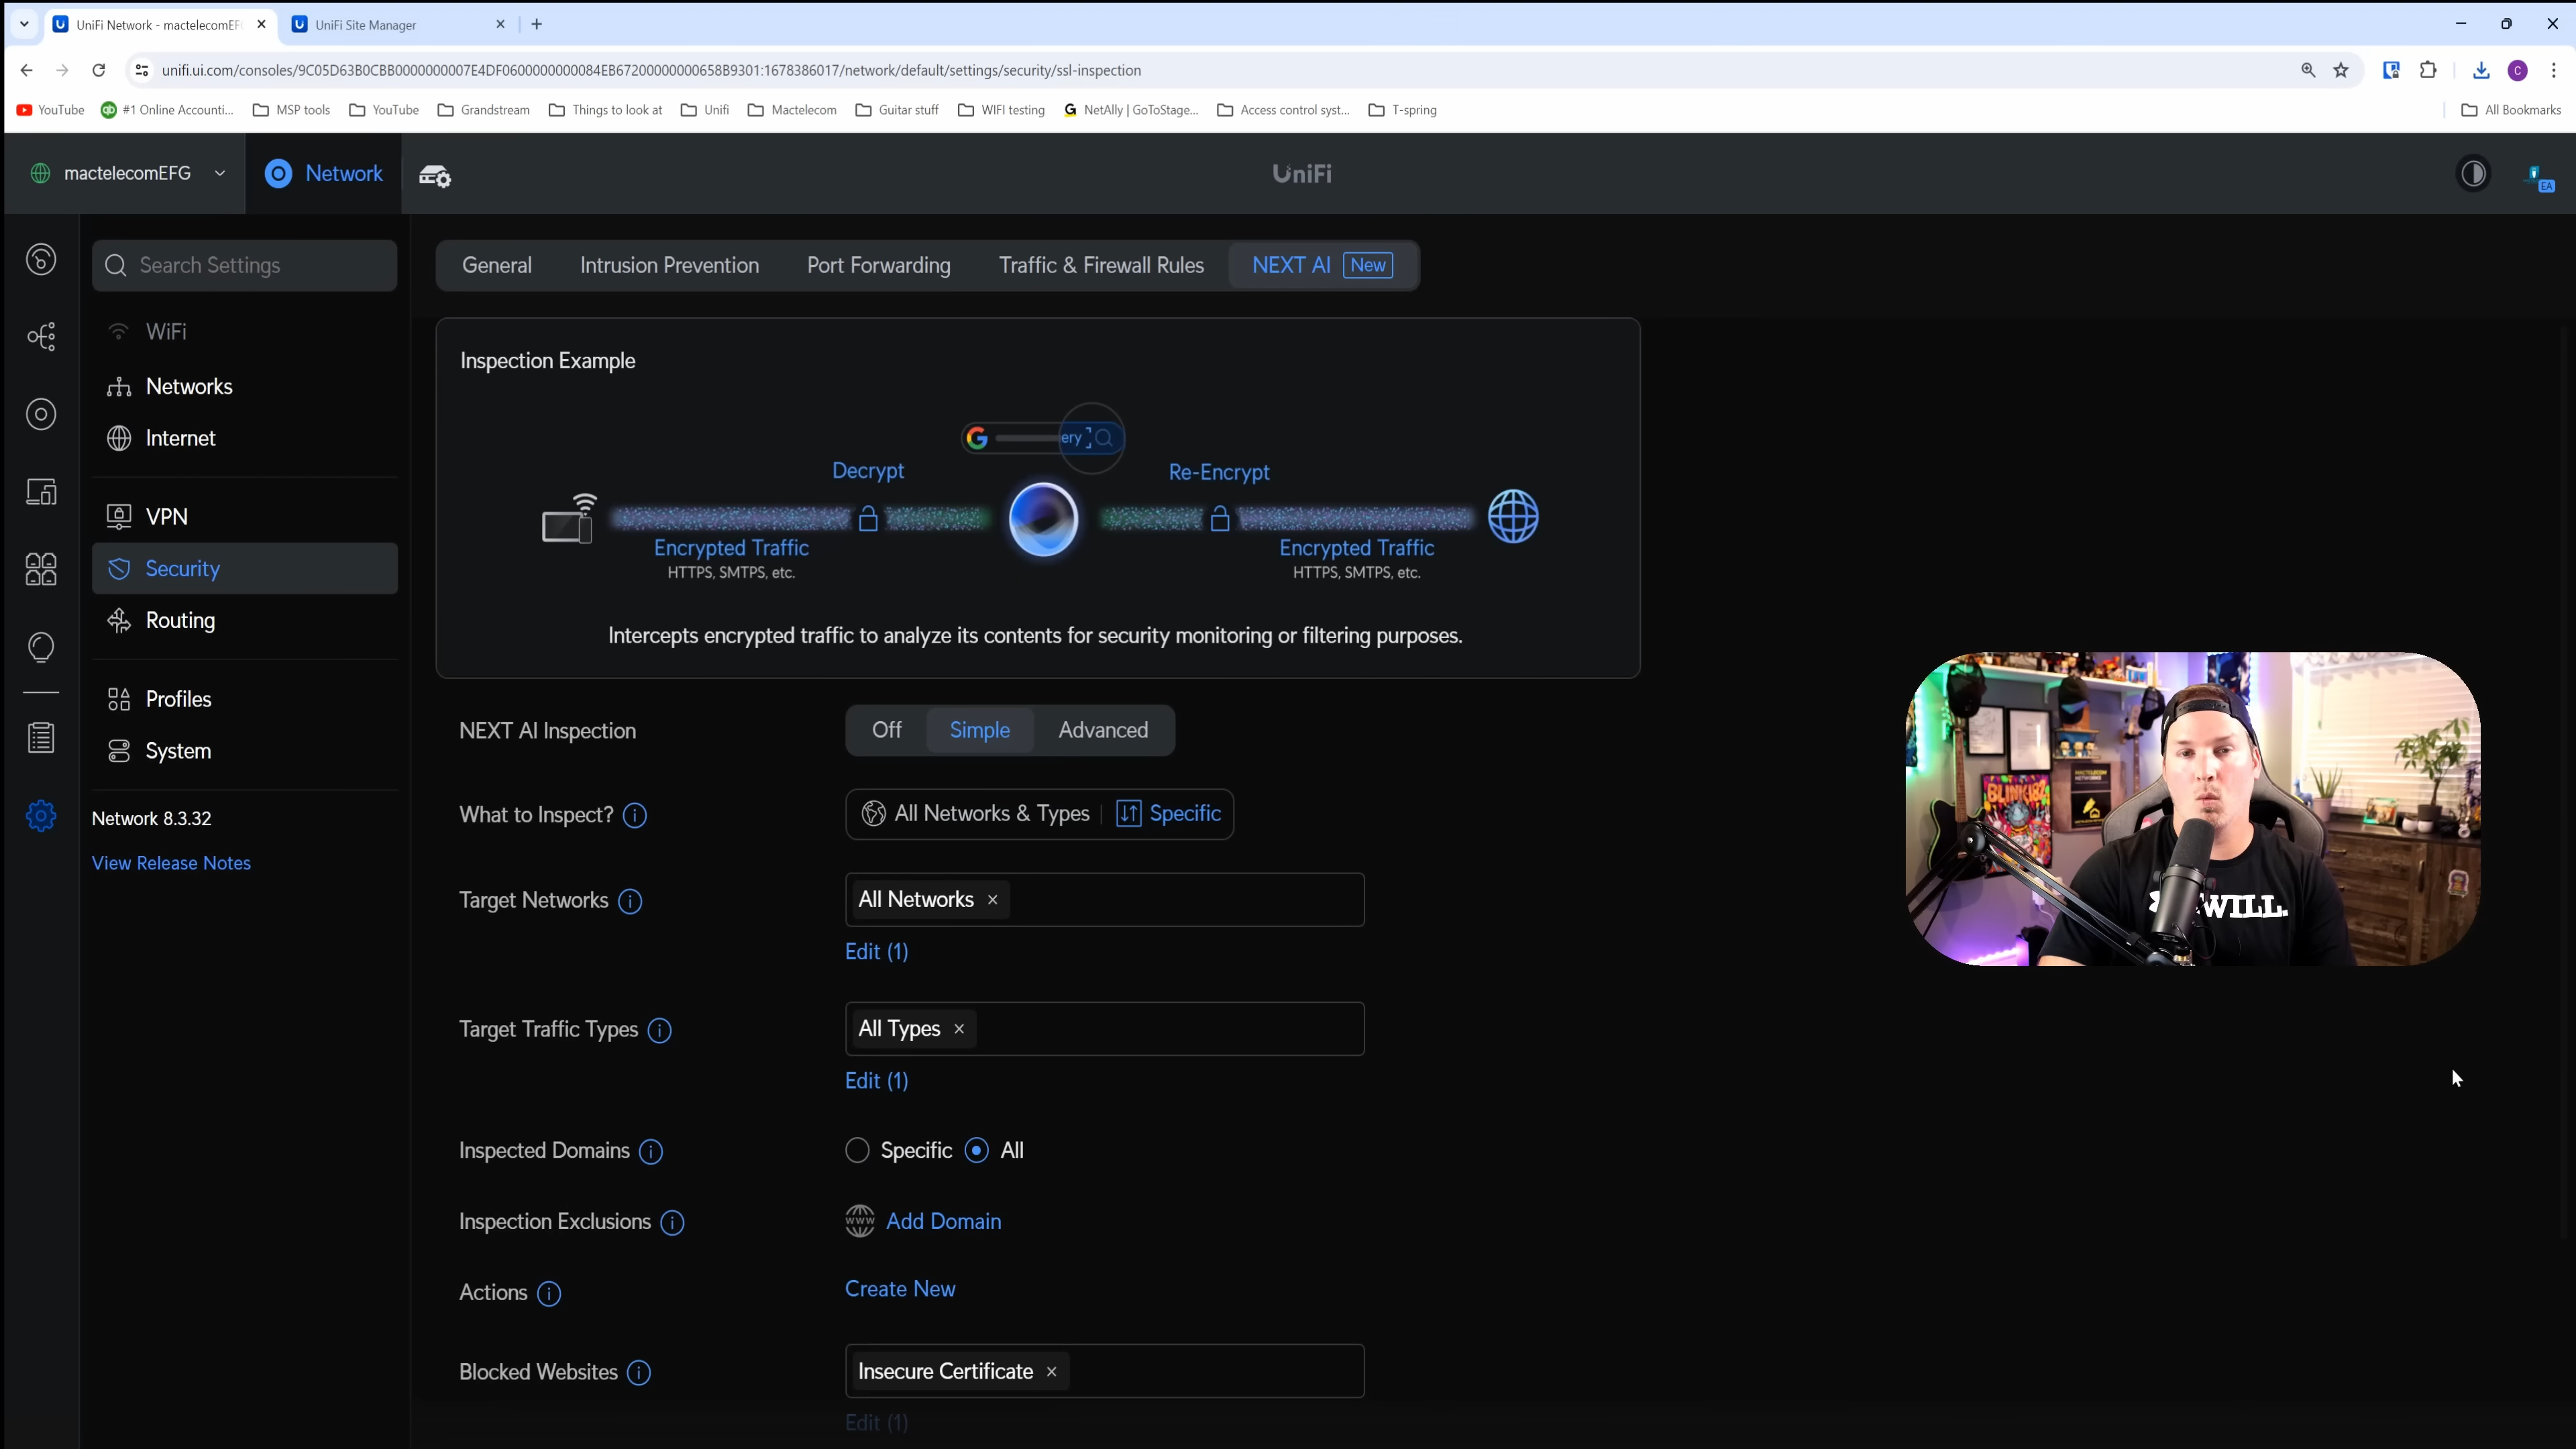 UniFi Network - mactelecomEF
UniFi Site Manager
unifi.ui.com/consoles/9C05D63B0CBB0000000007E4DF0600000000084EB67200000000658B9301:1678386017/network/default/settings/security/ssl-inspection
YouTube
#1 Online Accounti...
MSP tools
YouTube
Grandstream
Things to look at
Unifi
Mactelecom
Guitar stuff
WIFI testing
NetAlly | GoToStage...
Access control syst...
T-spring
All Bookmarks
mactelecomEFG
Network
UniFi
EA
Search Settings
General
Intrusion Prevention
Port Forwarding
Traffic & Firewall Rules
NEXT AI New
WiFi
Networks
Internet
VPN
Security
Routing
Profiles
System
Network 8.3.32
View Release Notes
Inspection Example
ery
Decrypt
Re-Encrypt
Encrypted Traffic
HTTPS, SMTPS, etc.
Encrypted Traffic
HTTPS, SMTPS, etc.
Intercepts encrypted traffic to analyze its contents for security monitoring or filtering purposes.
NEXT AI Inspection
Off Simple Advanced
What to Inspect?
All Networks & Types | Specific
Target Networks
All Networks ×
Edit (1)
Target Traffic Types
All Types ×
Edit (1)
Inspected Domains
Specific All
Inspection Exclusions
www Add Domain
Actions
Create New
Blocked Websites
Insecure Certificate ×
Edit (1)
BLINK182
WILL.